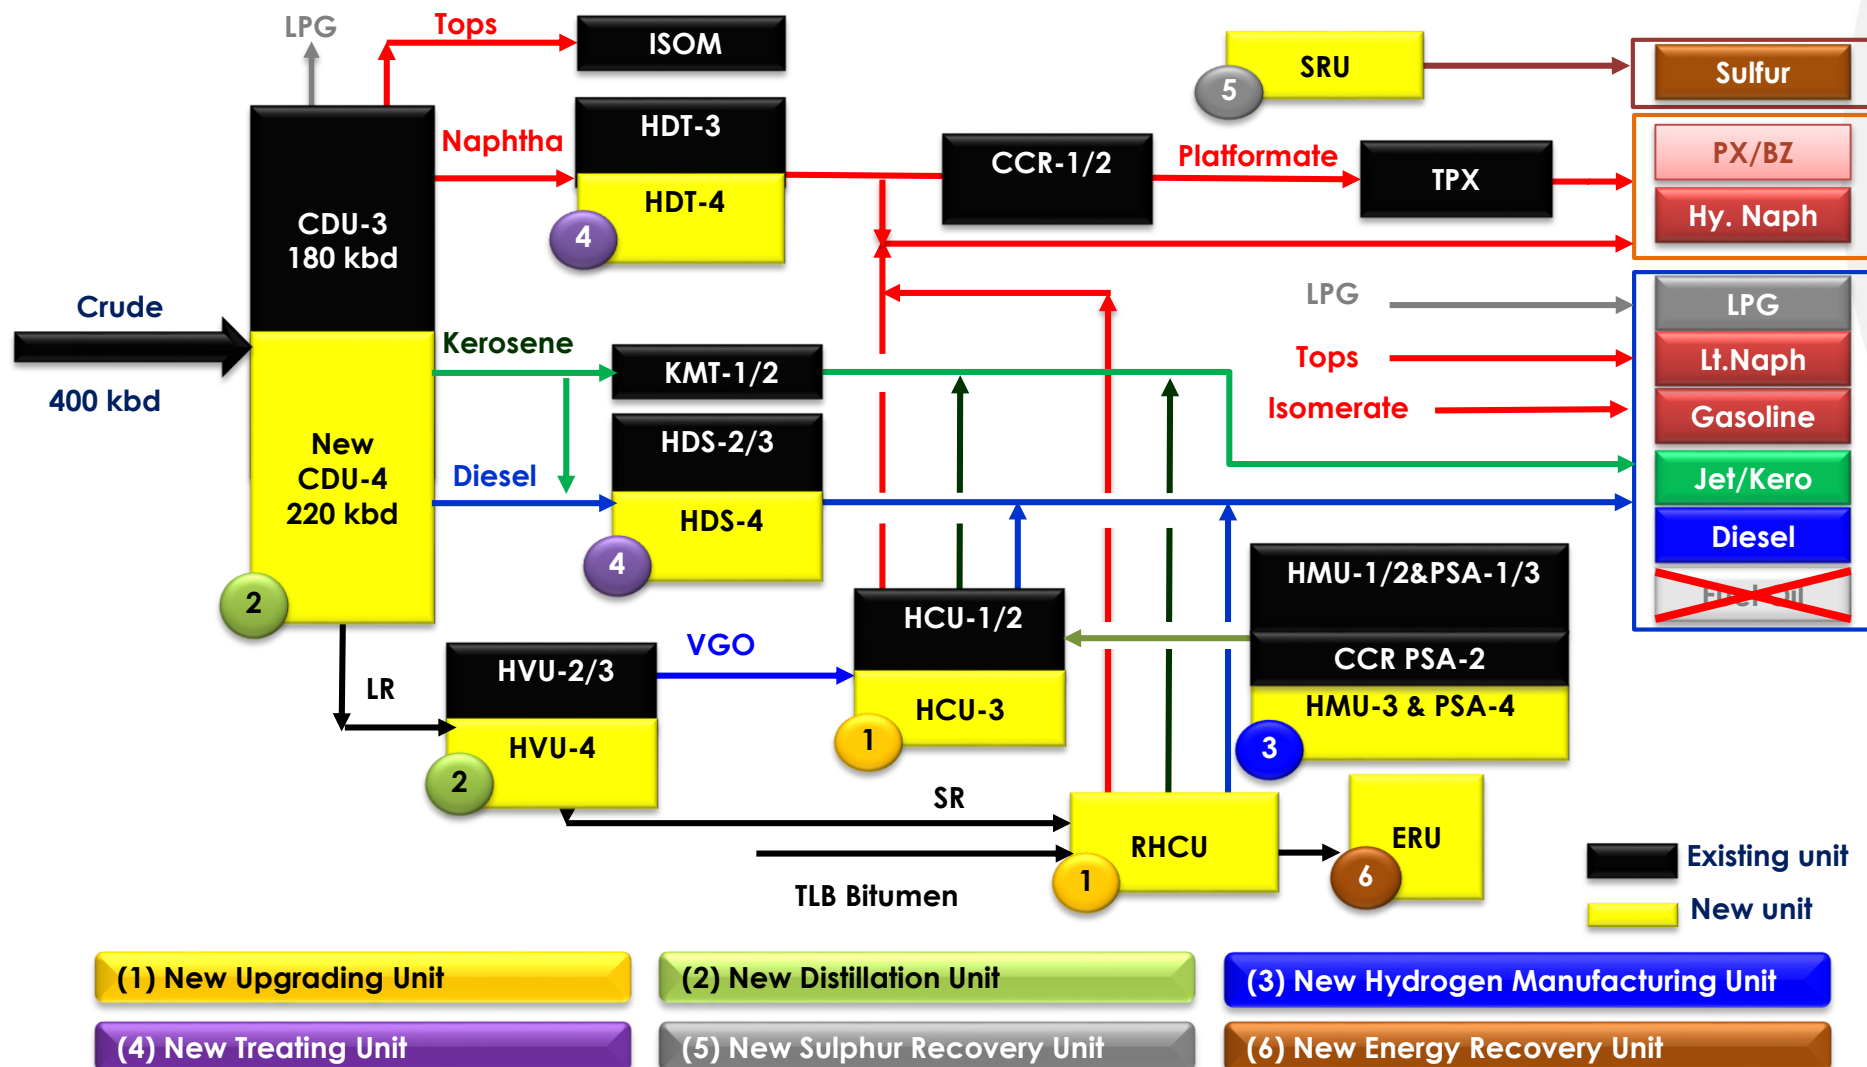 LPG
Tops
ISOM
SRU
5
Sulfur
HDT-3
Naphtha
HDT-4
4
CCR-1/2
Platformate
TPX
PX/BZ
Hy. Naph
CDU-3
180 kbd
Crude
400 kbd
New
CDU-4
220 kbd
2
Kerosene
KMT-1/2
HDS-2/3
Diesel
HDS-4
4
LPG
Tops
Isomerate
LPG
Lt.Naph
Gasoline
Jet/Kero
Diesel
HMU-1/2&PSA-1/3
CCR PSA-2
HMU-3 & PSA-4
3
HCU-1/2
HCU-3
1
VGO
LR
HVU-2/3
HVU-4
2
SR
TLB Bitumen
RHCU
1
ERU
6
Existing unit
New unit
(1) New Upgrading Unit
(2) New Distillation Unit
(3) New Hydrogen Manufacturing Unit
(4) New Treating Unit
(5) New Sulphur Recovery Unit
(6) New Energy Recovery Unit